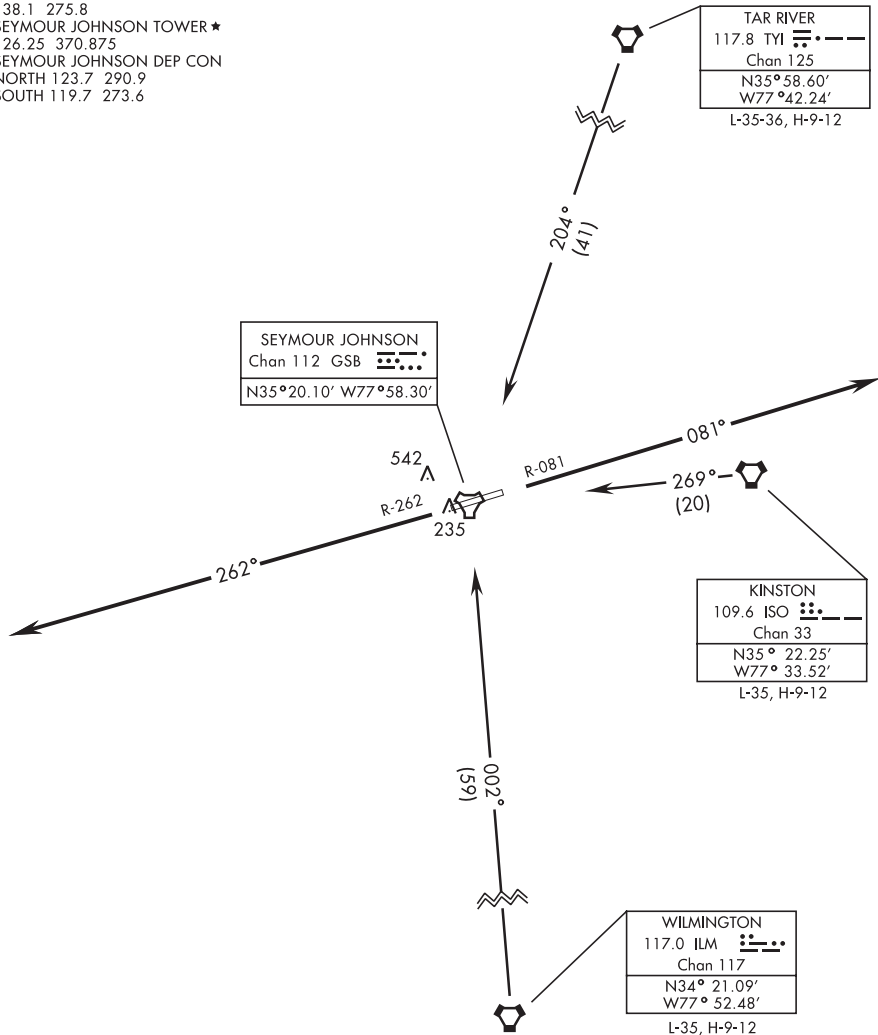 38.1 275.8
SEYMOUR JOHNSON TOWER ★
26.25 370.875
SEYMOUR JOHNSON DEP CON
NORTH 123.7 290.9
SOUTH 119.7 273.6
TAR RIVER
117.8 TYI
Chan 125
N35° 58.60′
W77° 42.24′
L-35-36, H-9-12
204°
(41)
SEYMOUR JOHNSON
Chan 112 GSB
N35° 20.10′ W77° 58.30′
081°
R-081
542
269°
(20)
R-262
235
262°
KINSTON
109.6 ISO
Chan 33
N35° 22.25′
W77° 33.52′
L-35, H-9-12
002°
(59)
WILMINGTON
117.0 ILM
Chan 117
N34° 21.09′
W77° 52.48′
L-35, H-9-12